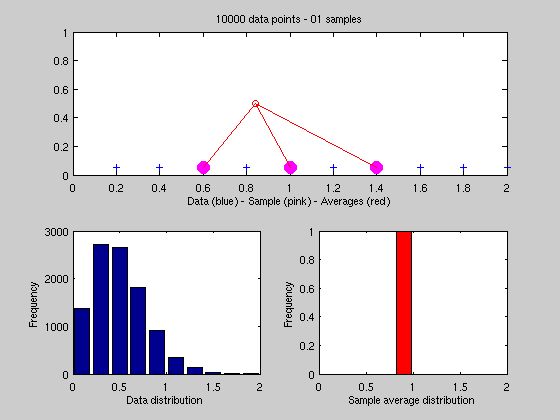 10000 data points - 01 samples
1
0.8
0.6
0.4
0.2
0
0 0.2 0.4 0.6 0.8 1 1.2 1.4 1.6 1.8 2
Data (blue) - Sample (pink) - Averages (red)
3000
2000
1000
0
Frequency
0 0.5 1 1.5 2
Data distribution
1
0.8
0.6
0.4
0.2
0
Frequency
0 0.5 1 1.5 2
Sample average distribution